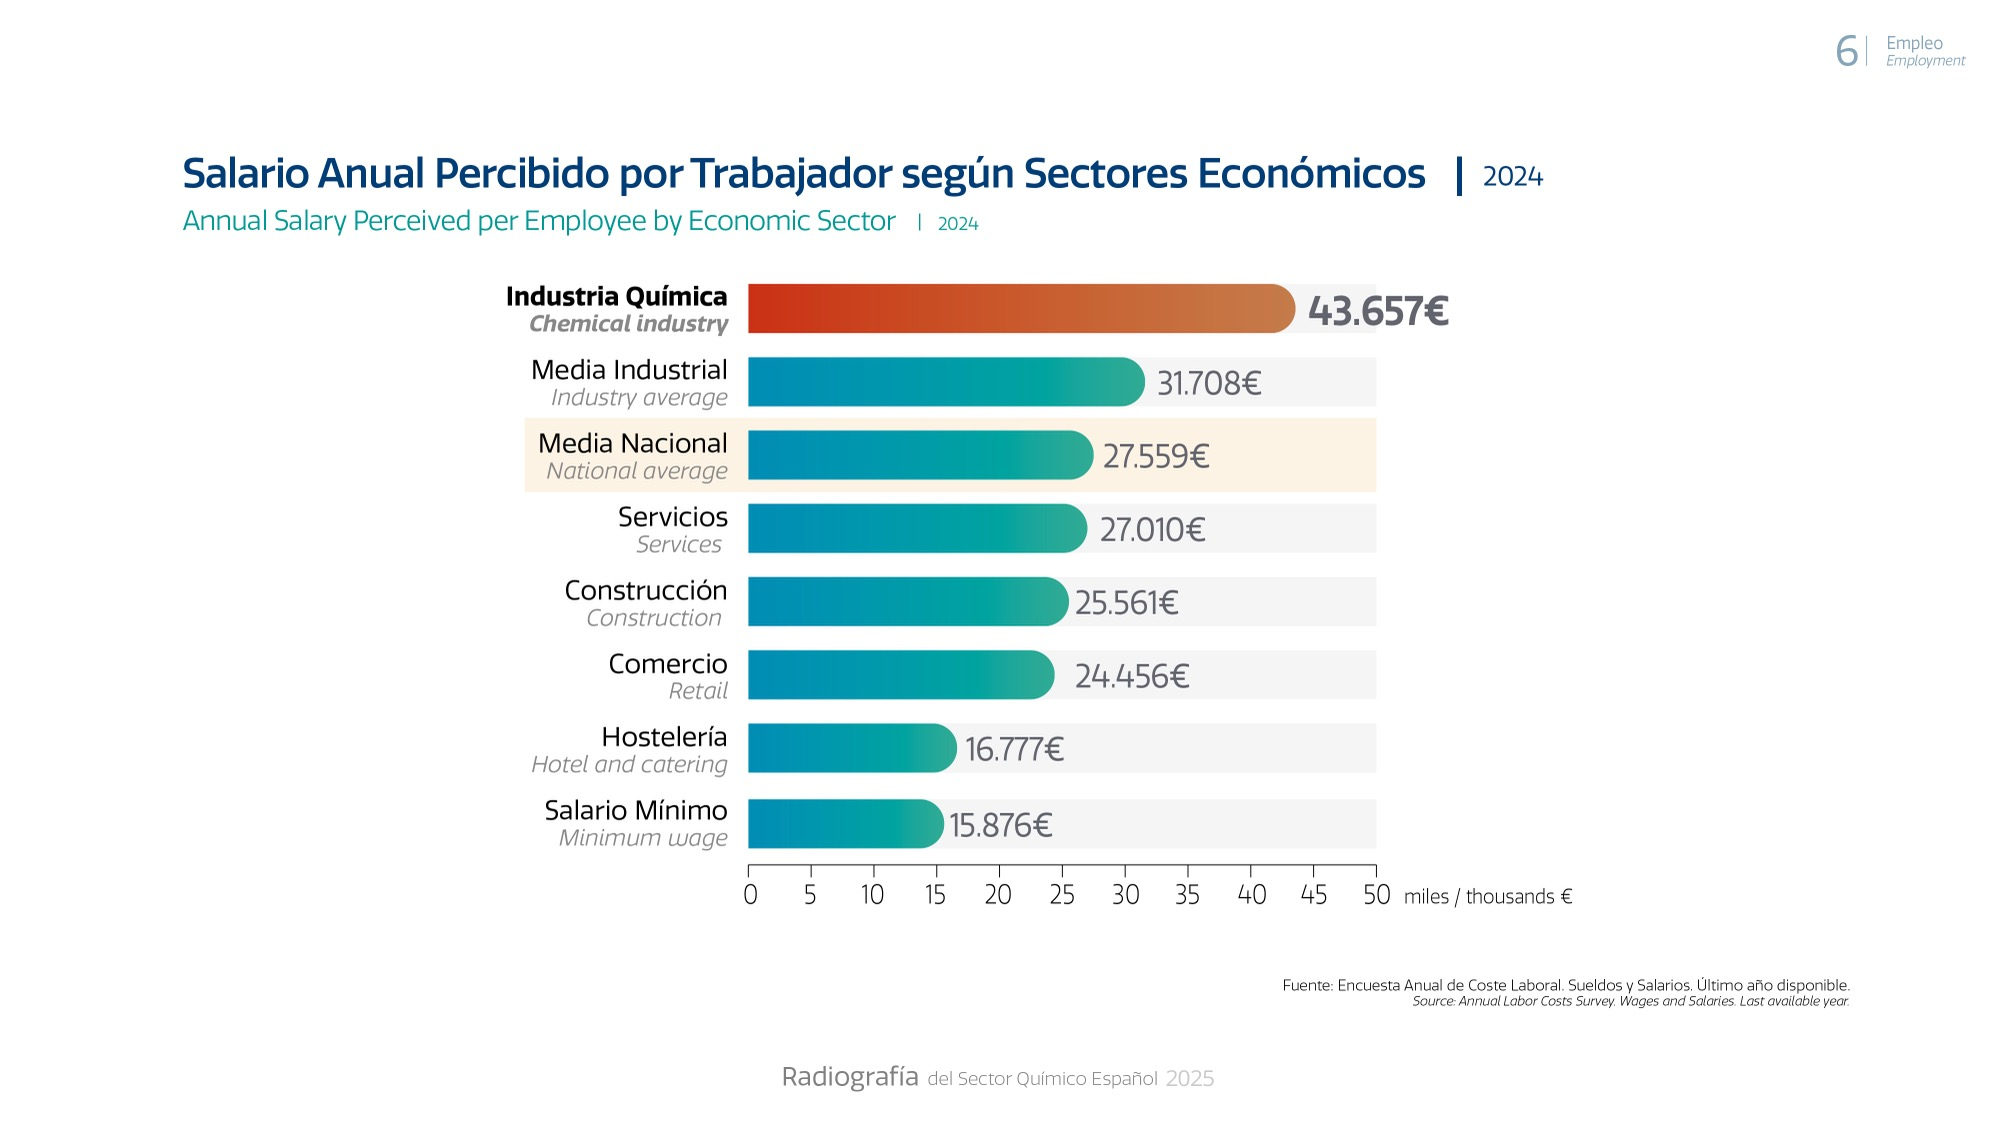 6 | Empleo
Employment
Salario Anual Percibido por Trabajador según Sectores Económicos | 2024
Annual Salary Perceived per Employee by Economic Sector | 2024
Industria Química
Chemical industry
43.657€
Media Industrial
Industry average
31.708€
Media Nacional
National average
27.559€
Servicios
Services
27.010€
Construcción
Construction
25.561€
Comercio
Retail
24.456€
Hostelería
Hotel and catering
16.777€
Salario Mínimo
Minimum wage
15.876€
0 5 10 15 20 25 30 35 40 45 50 miles / thousands €
Fuente: Encuesta Anual de Coste Laboral. Sueldos y Salarios. Último año disponible.
Source: Annual Labor Costs Survey. Wages and Salaries. Last available year.
Radiografía del Sector Químico Español 2025